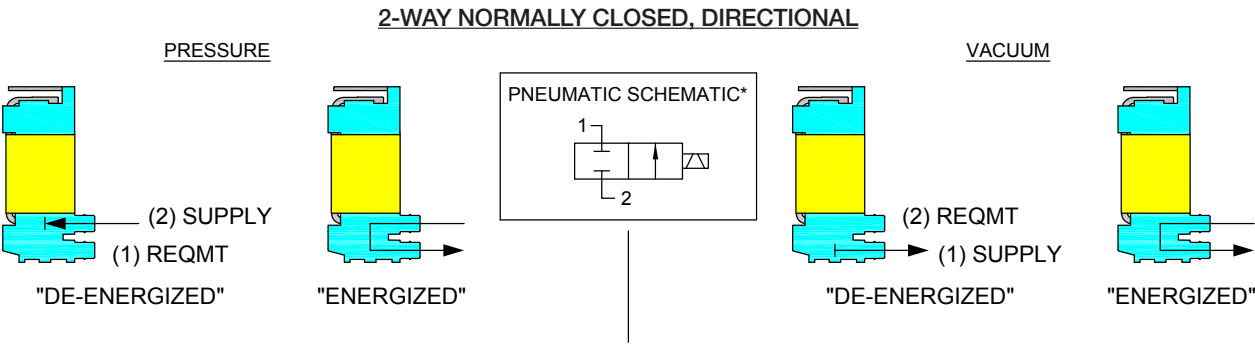 2-WAY NORMALLY CLOSED, DIRECTIONAL
PRESSURE
VACUUM
PNEUMATIC SCHEMATIC*
1
2
(2) SUPPLY
(1) REQMT
"DE-ENERGIZED"
"ENERGIZED"
(2) REQMT
(1) SUPPLY
"DE-ENERGIZED"
"ENERGIZED"